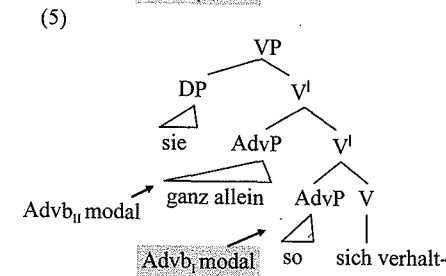 (5)
VP
DP V^I
sie AdvP V^I
ganz allein AdvP V
Advb_II modal
so sich verhalt-
Advb_I modal